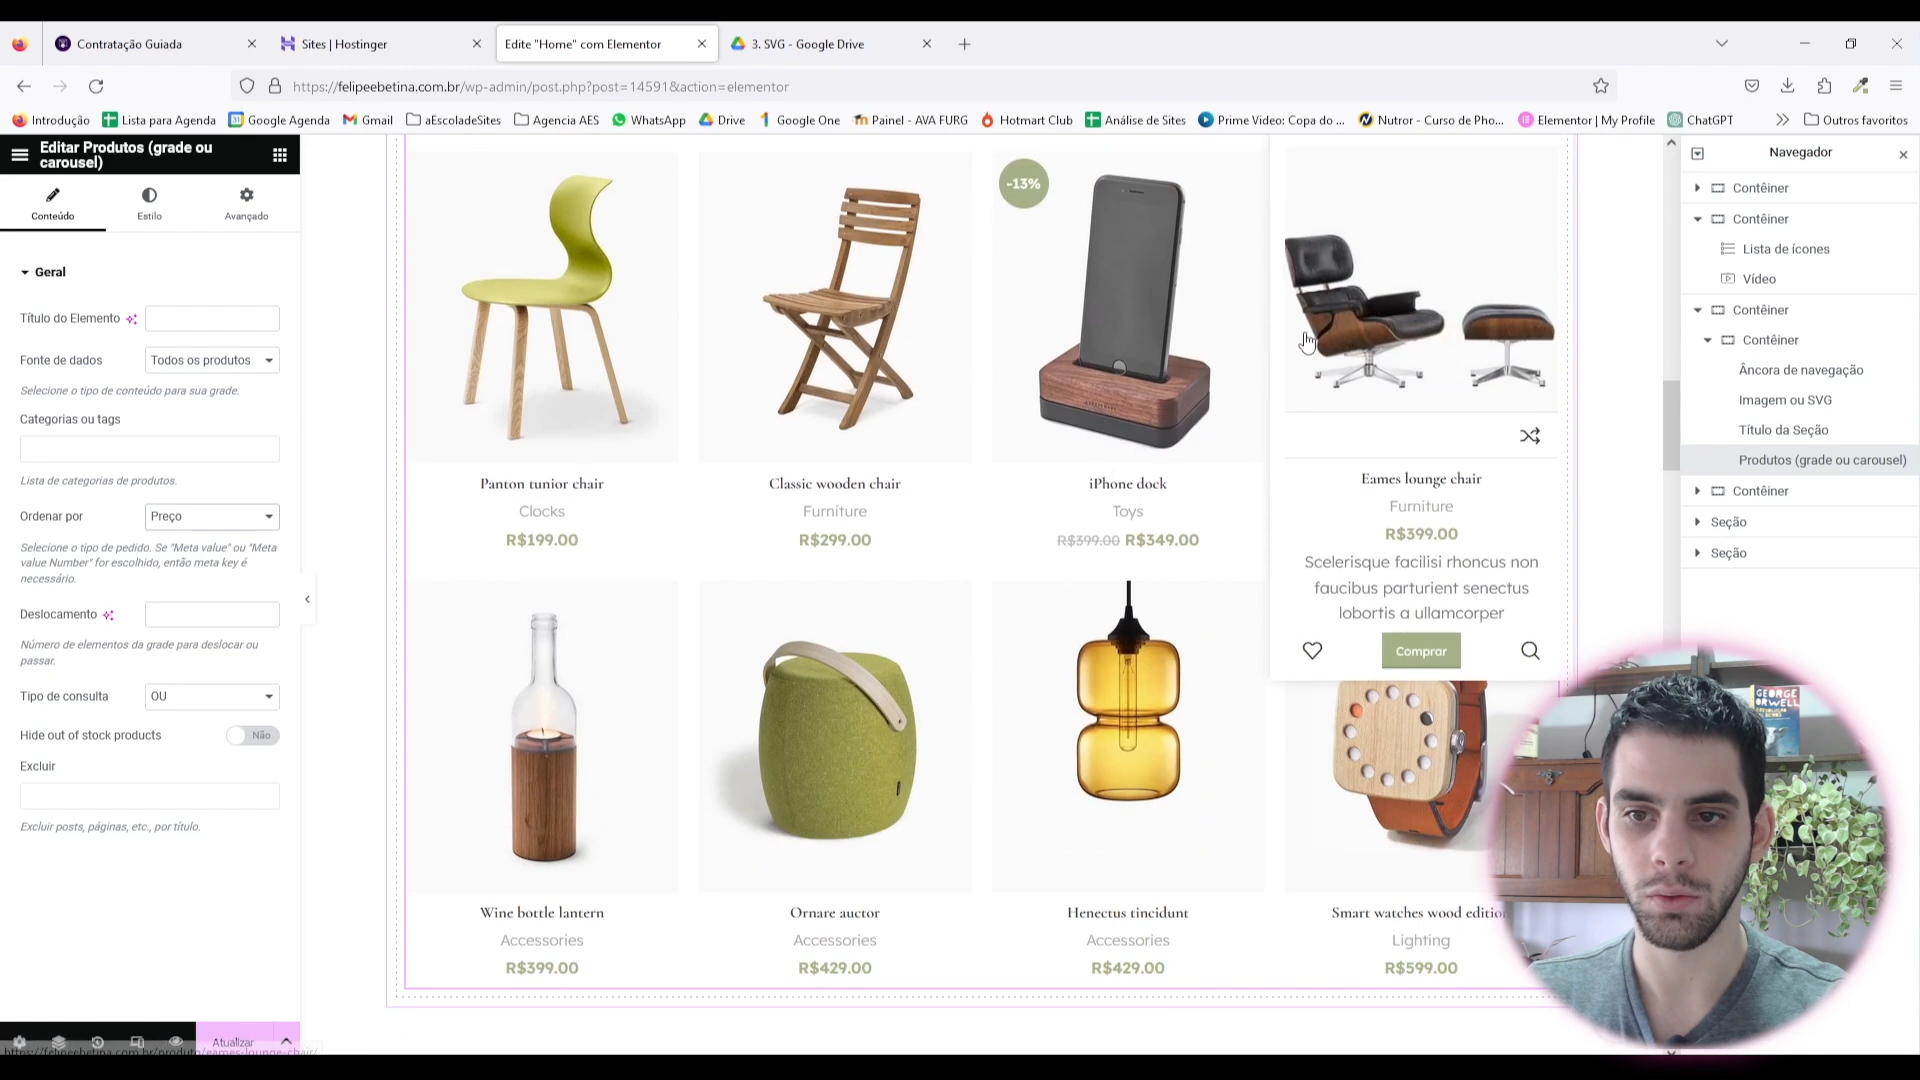 Contratação Guiada
Sites | Hostinger
Edite "Home" com Elementor
3. SVG - Google Drive
https://felipeebetina.com.br/wp-admin/post.php?post=14591&action=elementor
Introdução
Lista para Agenda
Google Agenda
Gmail
aEscoladeSites
Agencia AES
WhatsApp
Drive
Google One
Painel - AVA FURG
Hotmart Club
Análise de Sites
Prime Video: Copa do ...
Nutror - Curso de Pho...
Elementor | My Profile
ChatGPT
Outros favoritos
Editar Produtos (grade ou
carousel)
Conteúdo
Estilo
Avançado
Geral
Título do Elemento
Fonte de dados
Todos os produtos
Selecione o tipo de conteúdo para sua grade.
Categorias ou tags
Lista de categorias de produtos.
Ordenar por
Preço
Selecione o tipo de pedido. Se "Meta value" ou "Meta
value Number" for escolhido, então meta key é
necessário.
Deslocamento
Número de elementos da grade para deslocar ou
passar.
Tipo de consulta
OU
Hide out of stock products
Não
Excluir
Excluir posts, páginas, etc., por título.
Atualizar
https://felipeebetina.com.br/produto/eames-lounge-chair/
-13%
Panton tunior chair
Clocks
R$199.00
Classic wooden chair
Furniture
R$299.00
iPhone dock
Toys
R$399.00 R$349.00
Eames lounge chair
Furniture
R$399.00
Scelerisque facilisi rhoncus non
faucibus parturient senectus
lobortis a ullamcorper
Comprar
Wine bottle lantern
Accessories
R$399.00
Ornare auctor
Accessories
R$429.00
Henectus tincidunt
Accessories
R$429.00
Smart watches wood edition
Lighting
R$599.00
Navegador
Contêiner
Contêiner
Lista de ícones
Vídeo
Contêiner
Contêiner
Âncora de navegação
Imagem ou SVG
Título da Seção
Produtos (grade ou carousel)
Contêiner
Seção
Seção
GEORGE
ORWELL